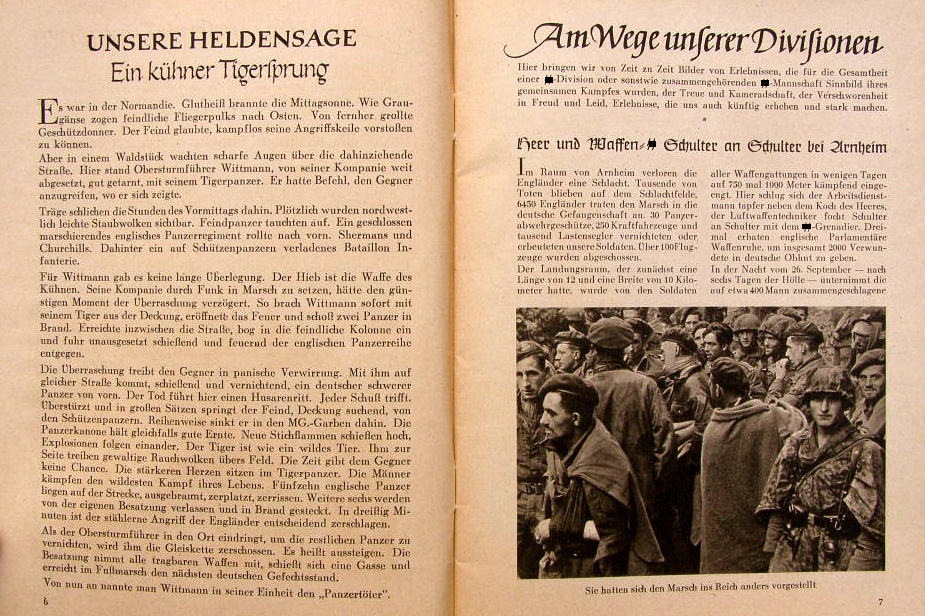 UNSERE HELDENSAGE
Ein kühner Tigersprung
Es war in der Normandie. Glutheiß brannte die Mittagsonne. Wie Grau-
gänse zogen feindliche Fliegerpulks nach Osten. Von fernher grollte
Geschützdonner. Der Feind glaubte, kampflos seine Angriffskeile vorstoßen
zu können.
Aber in einem Waldstück wachten scharfe Augen über die dahinziehende
Straße. Hier stand Obersturmführer Wittmann, von seiner Kompanie weit
abgesetzt, gut getarnt, mit seinem Tigerpanzer. Er hatte Befehl, den Gegner
anzugreifen, wo er sich zeigte.
Träge schlichen die Stunden des Vormittags dahin. Plötzlich wurden nordwest-
lich leichte Staubwolken sichtbar. Feindpanzer tauchten auf. Ein geschlossen
marschierendes englisches Panzerregiment rollte nach vorn. Shermans und
Churchills. Dahinter ein auf Schützenpanzern verladenes Bataillon In-
fanterie.
Für Wittmann gab es keine länge Überlegung. Der Hieb ist die Waffe des
Kühnen. Seine Kompanie durch Funk in Marsch zu setzen, hätte den gün-
stigen Moment der Überraschung verzögert. So brach Wittmann sofort mit
seinem Tiger aus der Deckung, eröffnete das Feuer und schoß zwei Panzer in
Brand. Erreichte inzwischen die Straße, bog in die feindliche Kolonne ein
und fuhr unausgesetzt schießend und feuernd der englischen Panzerreihe
entgegen.
Die Überraschung treibt den Gegner in panische Verwirrung. Mit ihm auf
gleicher Straße kommt, schießend und vernichtend, ein deutscher schwerer
Panzer von vorn. Der Tod führt hier einen Husarenritt. Jeder Schuß trifft.
Überstürzt und in großen Sätzen springt der Feind, Deckung suchend, von
den Schützenpanzern. Reihenweise sinkt er in den MG.-Garben dahin. Die
Panzerkanone hält gleichfalls gute Ernte. Neue Stichflammen schießen hoch,
Explosionen folgen einander. Der Tiger ist wie ein wildes Tier. Ihm zur
Seite treiben gewaltige Rauchwolken übers Feld. Die Zeit gibt dem Gegner
keine Chance. Die stärkeren Herzen sitzen im Tigerpanzer. Die Männer
kämpfen den wildesten Kampf ihres Lebens. Fünfzehn englische Panzer
liegen auf der Strecke, ausgebrannt, zerplatzt, zerrissen. Weitere sechs werden
von der eigenen Besatzung verlassen und in Brand gesteckt. In dreißig Mi-
nuten ist der stählerne Angriff der Engländer entscheidend zerschlagen.
Als der Obersturmführer in den Ort eindringt, um die restlichen Panzer zu
vernichten, wird ihm die Gleiskette zerschossen. Es heißt aussteigen. Die
Besatzung nimmt alle tragbaren Waffen mit, schießt sich eine Gasse und
erreicht im Fußmarsch den nächsten deutschen Gefechtsstand.
Von nun an nannte man Wittmann in seiner Einheit den „Panzertöter“.
6
Am Wege unserer Divisionen
Hier bringen wir von Zeit zu Zeit Bilder von Erlebnissen, die für die Gesamtheit
einer ᛋᛋ-Division oder sonstwie zusammengehörenden ᛋᛋ-Mannschaft Sinnbild ihres
gemeinsamen Kampfes wurden, der Treue und Kameradschaft, der Verschworenheit
in Freud und Leid, Erlebnisse, die uns auch künftig erheben und stark machen.
*
Heer und Waffen-ᛋᛋ Schulter an Schulter bei Arnheim
Im Raum von Arnheim verloren die
Engländer eine Schlacht. Tausende von
Toten blieben auf dem Schlachtfelde,
6450 Engländer traten den Marsch in die
deutsche Gefangenschaft an. 30 Panzer-
abwehrgeschütze, 250 Kraftfahrzeuge und
tausend Lastensegler vernichteten oder
erbeuteten unsere Soldaten. Über 100 Flug-
zeuge wurden abgeschossen.
Der Landungsraum, der zunächst eine
Länge von 12 und eine Breite von 10 Kilo-
meter hatte, wurde von den Soldaten
aller Waffengattungen in wenigen Tagen
auf 750 mal 1000 Meter kämpfend einge-
engt. Hier schlug sich der Arbeitsdienst-
mann tapfer neben dem Koch des Heeres,
der Luftwaffentechniker focht Schulter
an Schulter mit dem ᛋᛋ-Grenadier. Drei-
mal erbaten englische Parlamentäre
Waffenruhe, um insgesamt 2000 Verwun-
dete in deutsche Obhut zu geben.
In der Nacht vom 26. September — nach
sechs Tagen der Hölle — unternimmt die
auf etwa 400 Mann zusammengeschlagene
Sie hatten sich den Marsch ins Reich anders vorgestellt
7